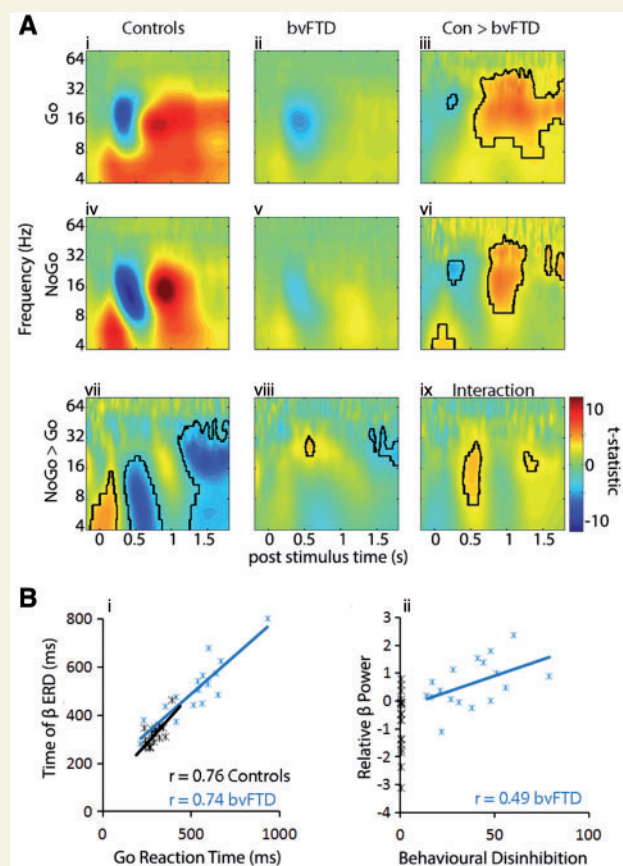 A
Controls
bvFTD
Con > bvFTD
i
ii
iii
Go
64
32
16
8
4
iv
v
vi
Frequency (Hz)
NoGo
64
32
16
8
4
vii
viii
ix
Interaction
NoGo > Go
64
32
16
8
4
0 0.5 1 1.5
0 0.5 1 1.5
0 0.5 1 1.5
post stimulus time (s)
10
0
-10
t-statistic
B
i
Time of β ERD (ms)
800
600
400
200
0
r = 0.76 Controls
r = 0.74 bvFTD
0 500 1000
Go Reaction Time (ms)
ii
Relative β Power
3
2
1
0
-1
-2
-3
-4
r = 0.49 bvFTD
0 50 100
Behavioural Disinhibition